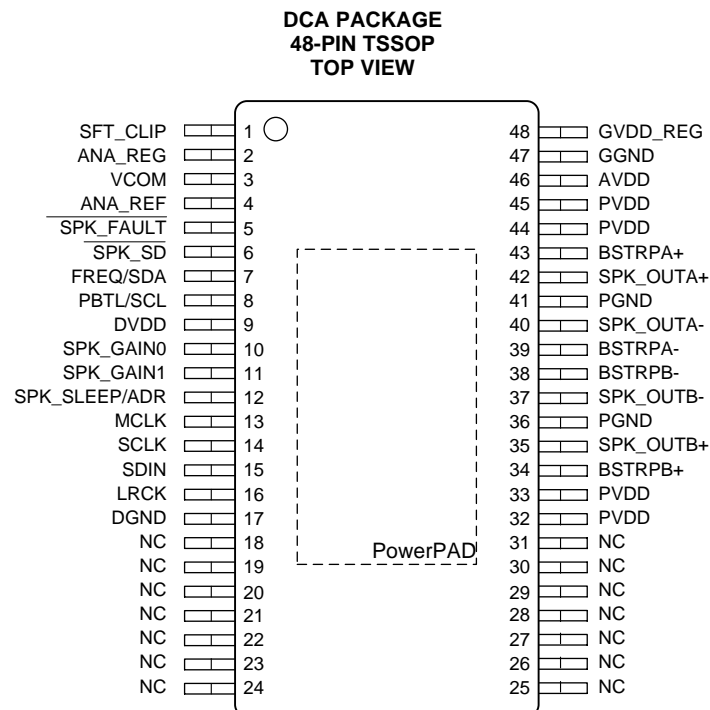 DCA PACKAGE
48-PIN TSSOP
TOP VIEW
SFT_CLIP 1 48 GVDD_REG
ANA_REG 2 47 GGND
VCOM 3 46 AVDD
ANA_REF 4 45 PVDD
SPK_FAULT 5 44 PVDD
SPK_SD 6 43 BSTRPA+
FREQ/SDA 7 42 SPK_OUTA+
PBTL/SCL 8 41 PGND
DVDD 9 40 SPK_OUTA-
SPK_GAIN0 10 39 BSTRPA-
SPK_GAIN1 11 38 BSTRPB-
SPK_SLEEP/ADR 12 37 SPK_OUTB-
MCLK 13 36 PGND
SCLK 14 35 SPK_OUTB+
SDIN 15 34 BSTRPB+
LRCK 16 33 PVDD
DGND 17 32 PVDD
NC 18 PowerPAD 31 NC
NC 19 30 NC
NC 20 29 NC
NC 21 28 NC
NC 22 27 NC
NC 23 26 NC
NC 24 25 NC